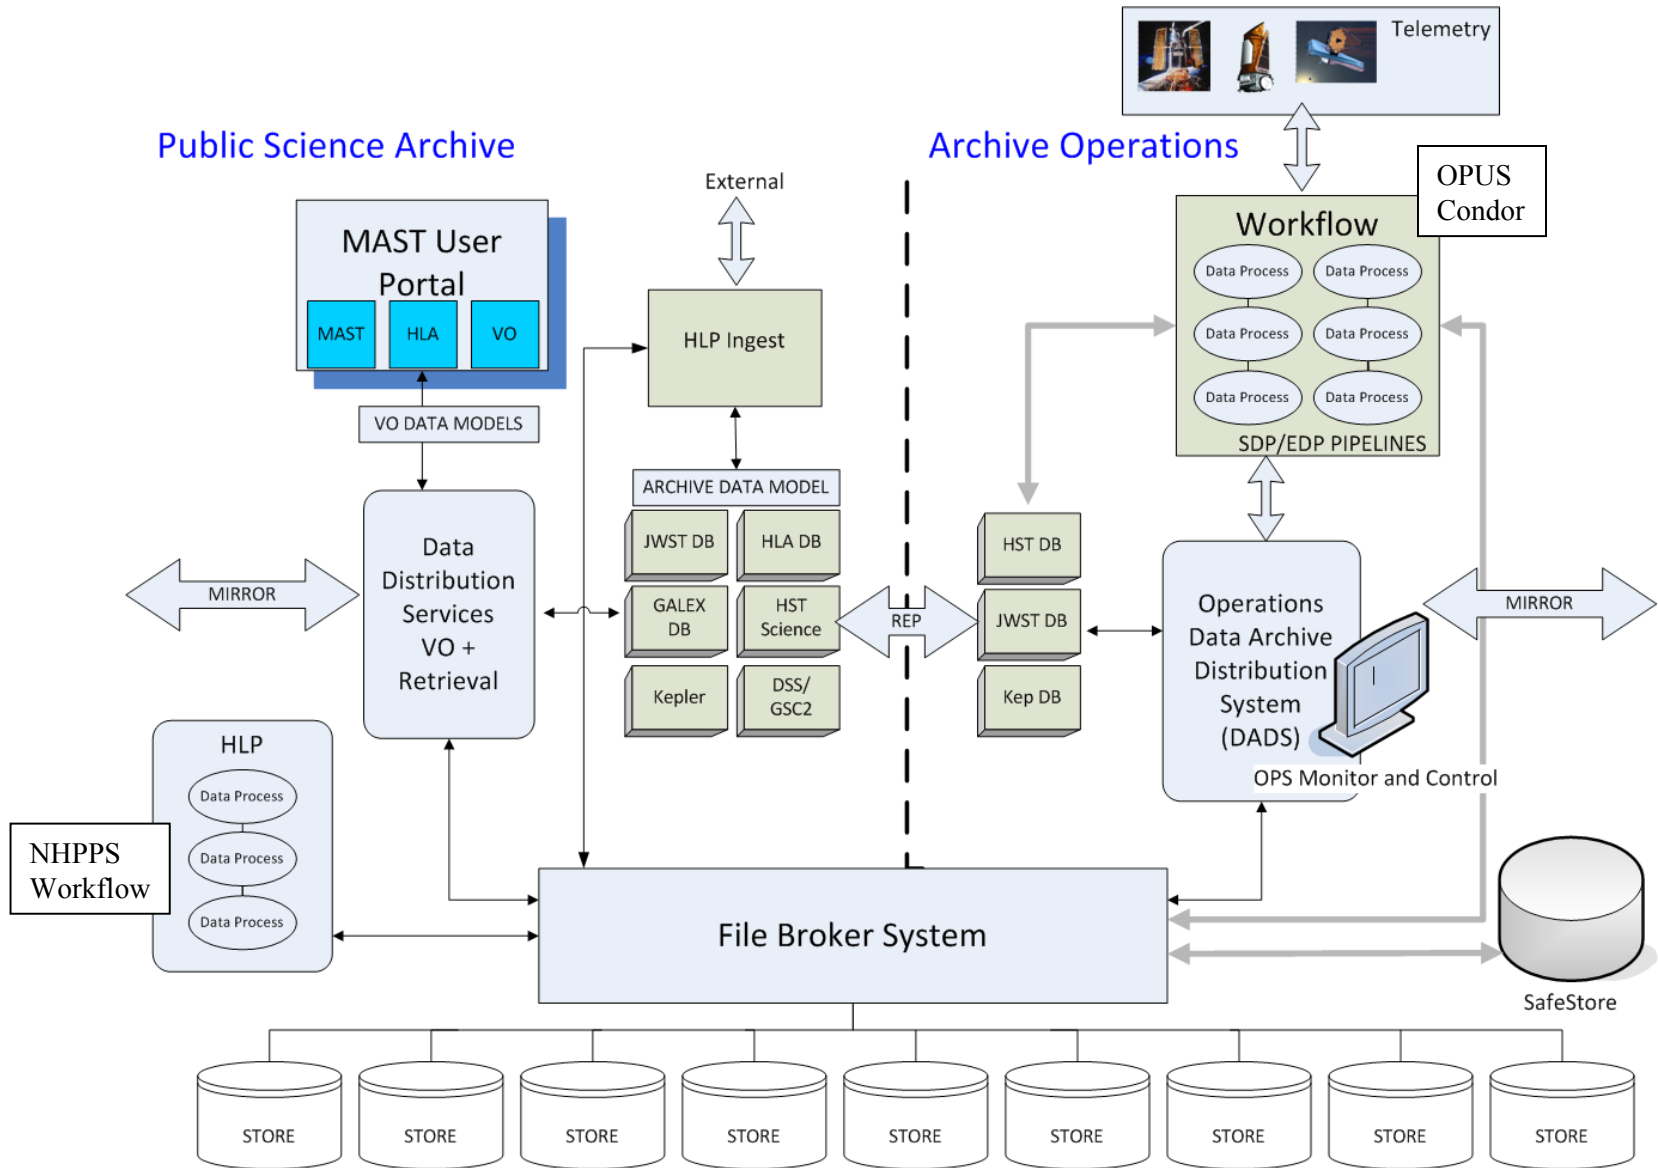 Telemetry
Public Science Archive
Archive Operations
External
OPUS
Condor
MAST User
Portal
MAST
HLA
VO
Workflow
Data Process
Data Process
Data Process
Data Process
Data Process
Data Process
SDP/EDP PIPELINES
HLP Ingest
VO DATA MODELS
ARCHIVE DATA MODEL
JWST DB
HLA DB
GALEX
DB
HST
Science
Kepler
DSS/
GSC2
Data
Distribution
Services
VO +
Retrieval
MIRROR
REP
HST DB
JWST DB
Kep DB
Operations
Data Archive
Distribution
System
(DADS)
MIRROR
OPS Monitor and Control
HLP
Data Process
Data Process
Data Process
NHPPS
Workflow
File Broker System
SafeStore
STORE
STORE
STORE
STORE
STORE
STORE
STORE
STORE
STORE